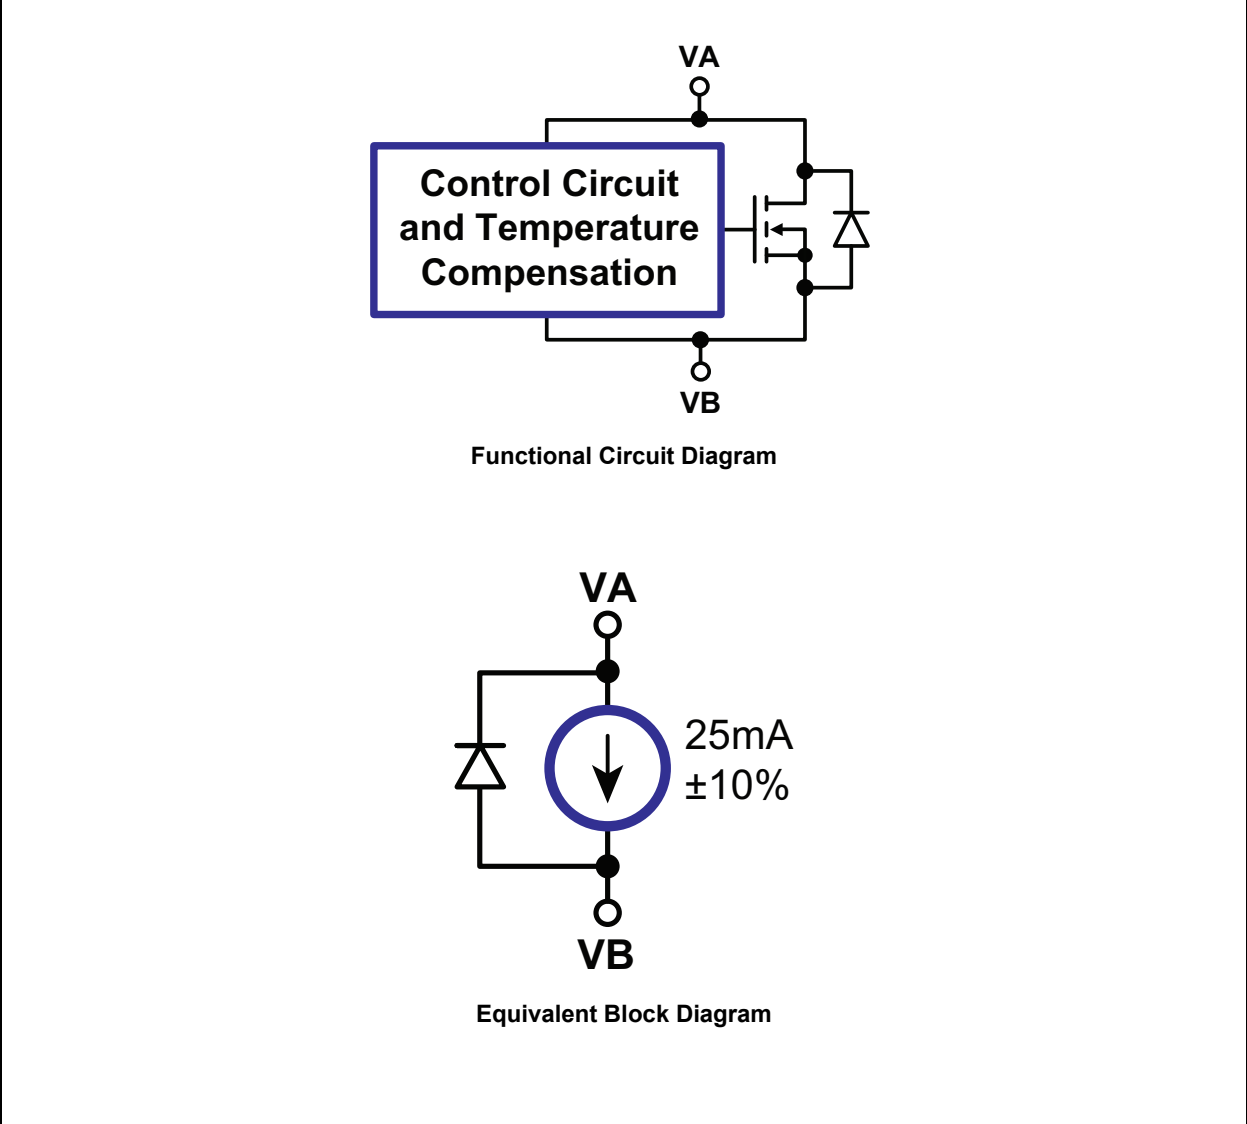 VA
Control Circuit
and Temperature
Compensation
VB
Functional Circuit Diagram
VA
25mA
±10%
VB
Equivalent Block Diagram